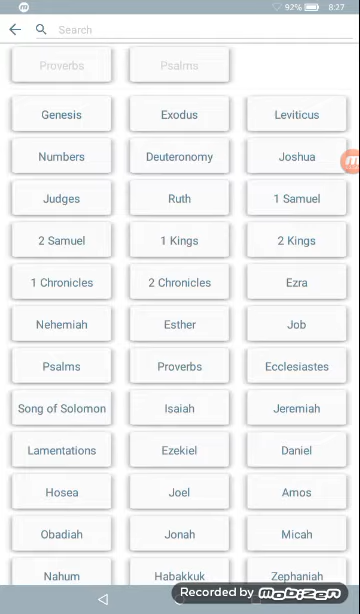 92% 8:27
Search
Proverbs Psalms
Genesis Exodus Leviticus
Numbers Deuteronomy Joshua
Judges Ruth 1 Samuel
2 Samuel 1 Kings 2 Kings
1 Chronicles 2 Chronicles Ezra
Nehemiah Esther Job
Psalms Proverbs Ecclesiastes
Song of Solomon Isaiah Jeremiah
Lamentations Ezekiel Daniel
Hosea Joel Amos
Obadiah Jonah Micah
Nahum Habakkuk Zephaniah
Recorded by mobizen